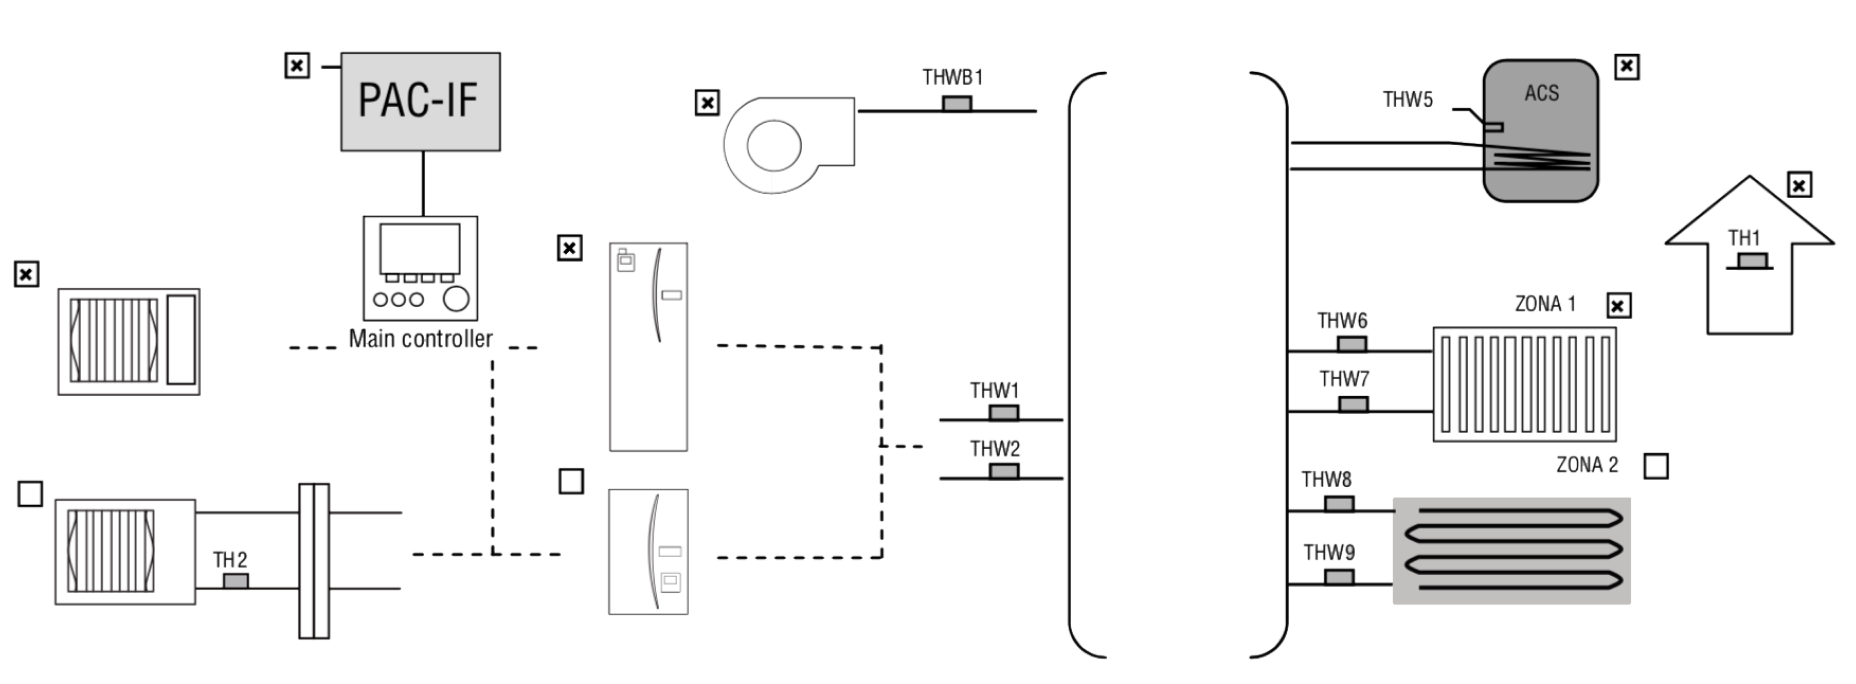 THWB1
PAC-IF
ACS
THW5
TH1
ZONA 1
THW6
Main controller
THW7
THW1
THW2
ZONA 2
THW8
THW9
TH2